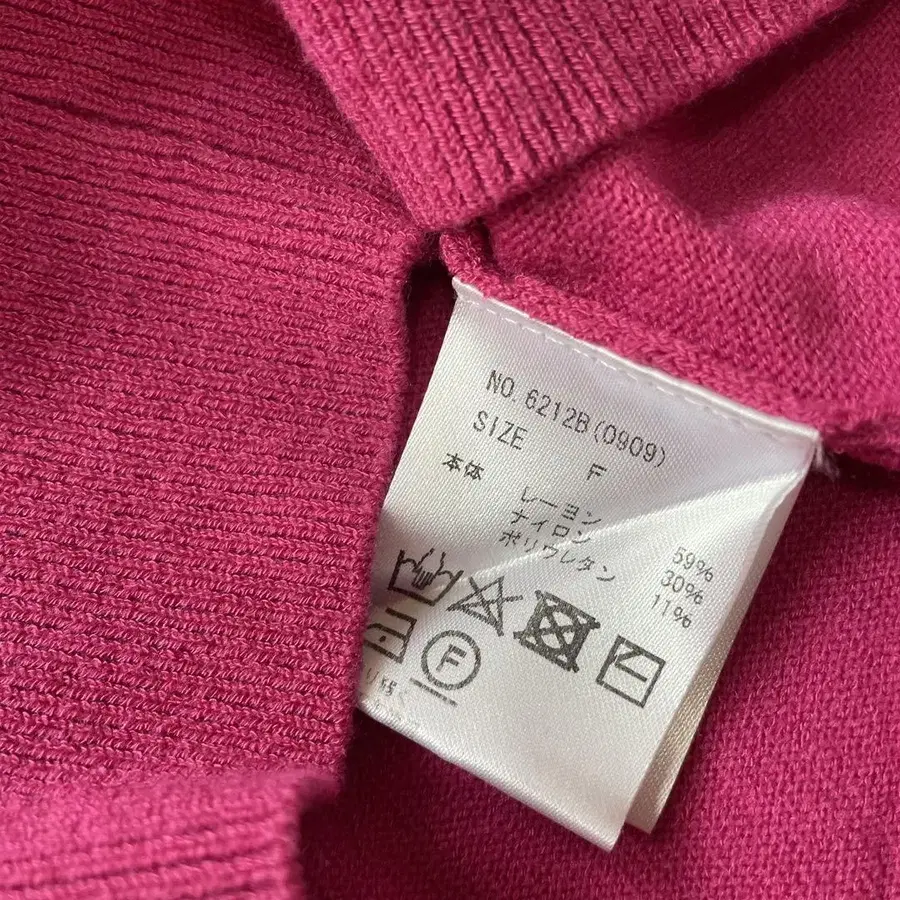 NO.6212B(0909)
SIZE F
本体
レーヨン 59%
ナイロン 30%
ポリウレタン 11%
F